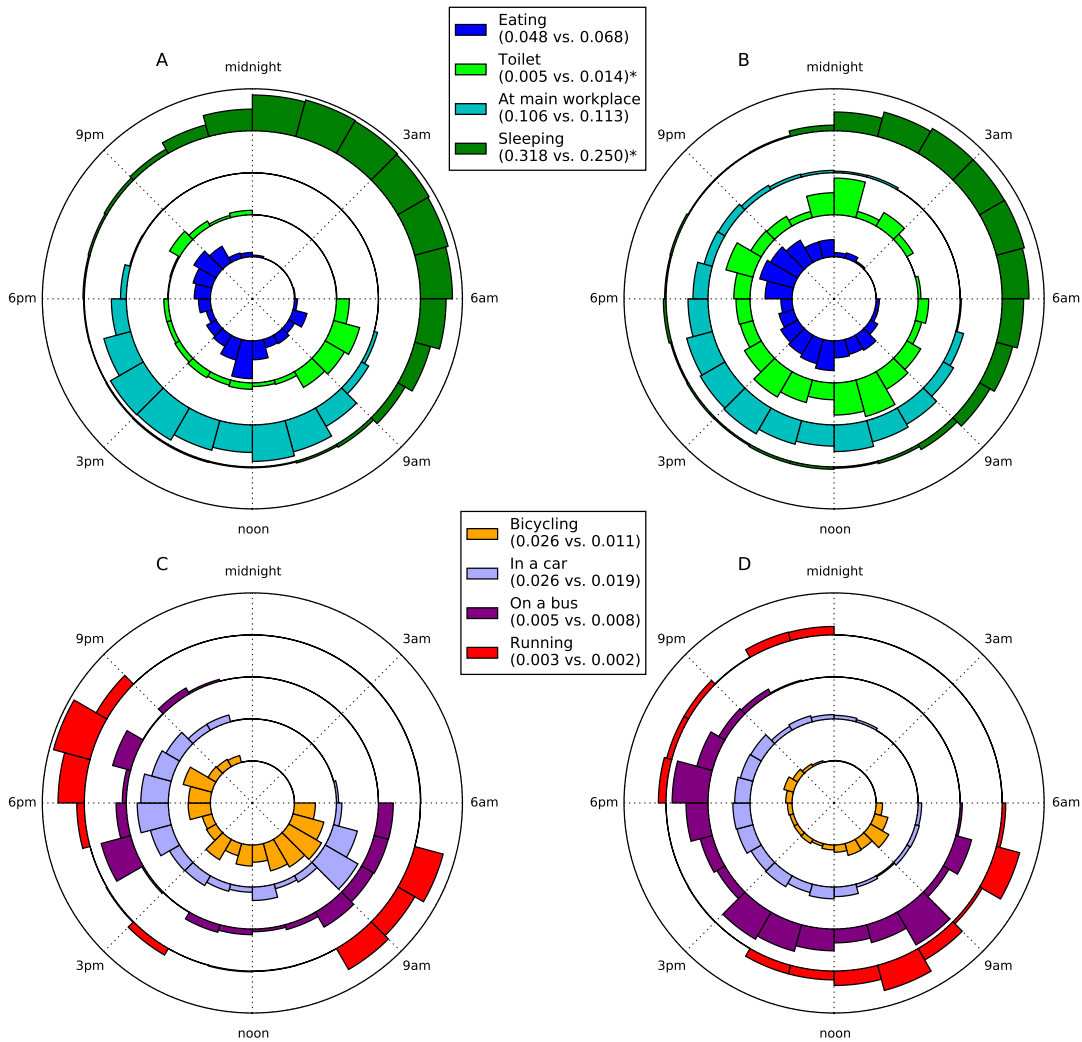 Eating
(0.048 vs. 0.068)
Toilet
(0.005 vs. 0.014)*
At main workplace
(0.106 vs. 0.113)
Sleeping
(0.318 vs. 0.250)*
A
midnight
3am
6am
9am
noon
3pm
6pm
9pm
B
midnight
3am
6am
9am
noon
3pm
6pm
9pm
Bicycling
(0.026 vs. 0.011)
In a car
(0.026 vs. 0.019)
On a bus
(0.005 vs. 0.008)
Running
(0.003 vs. 0.002)
C
midnight
3am
6am
9am
noon
3pm
6pm
9pm
D
midnight
3am
6am
9am
noon
3pm
6pm
9pm